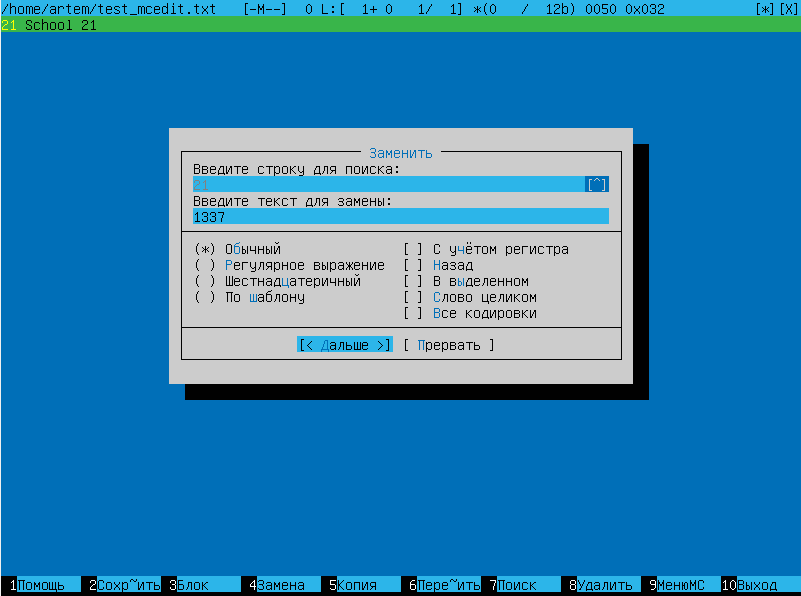 /home/artem/test_mcedit.txt [-M--] 0 L:[ 1+ 0 1/ 1] *(0 / 12b) 0050 0x032 [*][X]
21 School 21
Заменить
Введите строку для поиска:
21 [^]
Введите текст для замены:
1337
(*) Обычный [ ] С учётом регистра
( ) Регулярное выражение [ ] Назад
( ) Шестнадцатеричный [ ] В выделенном
( ) По шаблону [ ] Слово целиком
[ ] Все кодировки
[< Дальше >] [ Прервать ]
1Помощь 2Сохр~ить 3Блок 4Замена 5Копия 6Пере~ить 7Поиск 8Удалить 9МенюMC 10Выход